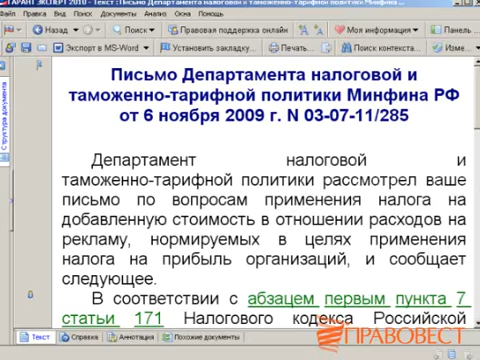 ГАРАНТ ЭКСПЕРТ 2010 - Текст : Письмо Департамента налоговой и таможенно-тарифной политики Минфина ...
Файл Правка Вид Поиск Документы Анализ Окна Помощь
Назад Поиск Правовая поддержка онлайн Моя информация Панель ...
Экспорт в MS-Word Установить закладку... Печать... Поиск контекста... Изме...
Структура документа
Письмо Департамента налоговой и
таможенно-тарифной политики Минфина РФ
от 6 ноября 2009 г. N 03-07-11/285
Департамент налоговой и
таможенно-тарифной политики рассмотрел ваше
письмо по вопросам применения налога на
добавленную стоимость в отношении расходов на
рекламу, нормируемых в целях применения
налога на прибыль организаций, и сообщает
следующее.
В соответствии с абзацем первым пункта 7
статьи 171 Налогового кодекса Российской
ПРАВОВЕСТ
Текст Справка Аннотация Похожие документы